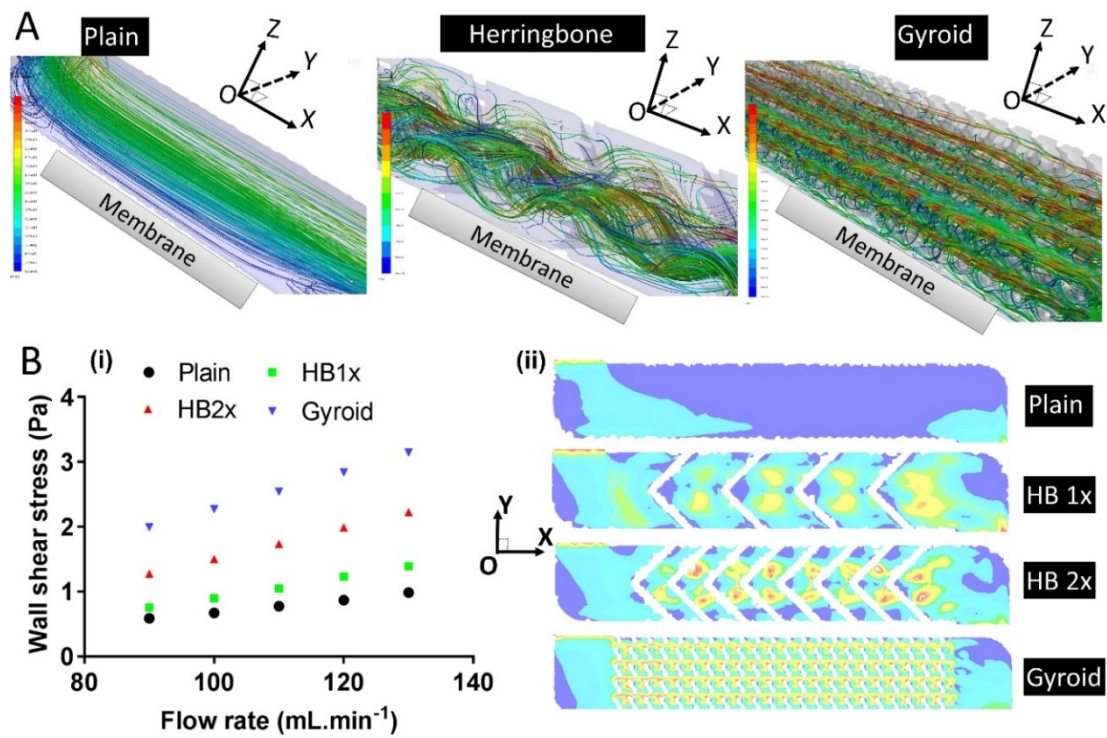 A
Plain
Z
Y
O
X
Membrane
Herringbone
Z
Y
O
X
Membrane
Gyroid
Z
Y
O
X
Membrane
B
(i)
Plain
HB1x
HB2x
Gyroid
Wall shear stress (Pa)
4
3
2
1
0
80
100
120
140
Flow rate (mL.min⁻¹)
(ii)
Y
X
O
Plain
HB 1x
HB 2x
Gyroid